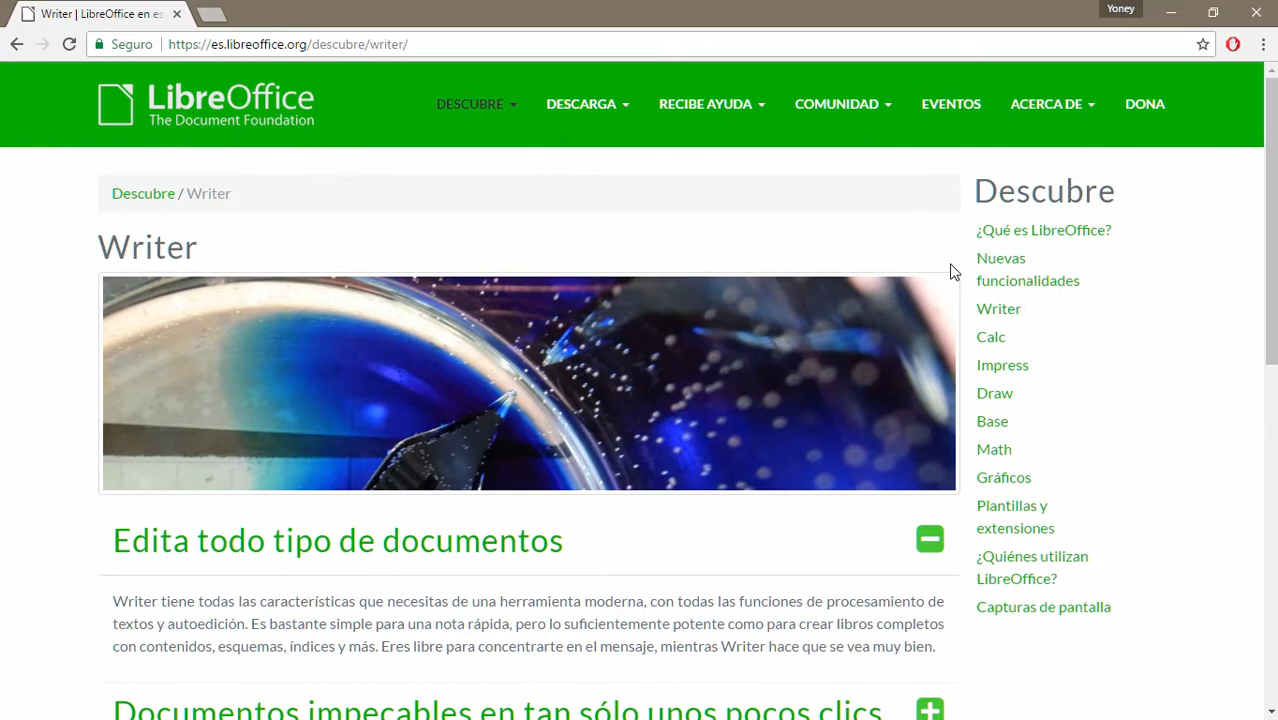 Writer | LibreOffice en es
Yoney
Seguro
https://es.libreoffice.org/descubre/writer/
LibreOffice
The Document Foundation
DESCUBRE
DESCARGA
RECIBE AYUDA
COMUNIDAD
EVENTOS
ACERCA DE
DONA
Descubre / Writer
Writer
Edita todo tipo de documentos
Writer tiene todas las características que necesitas de una herramienta moderna, con todas las funciones de procesamiento de
textos y autoedición. Es bastante simple para una nota rápida, pero lo suficientemente potente como para crear libros completos
con contenidos, esquemas, índices y más. Eres libre para concentrarte en el mensaje, mientras Writer hace que se vea muy bien.
Documentos impecables en tan sólo unos pocos clics
Descubre
¿Qué es LibreOffice?
Nuevas
funcionalidades
Writer
Calc
Impress
Draw
Base
Math
Gráficos
Plantillas y
extensiones
¿Quiénes utilizan
LibreOffice?
Capturas de pantalla